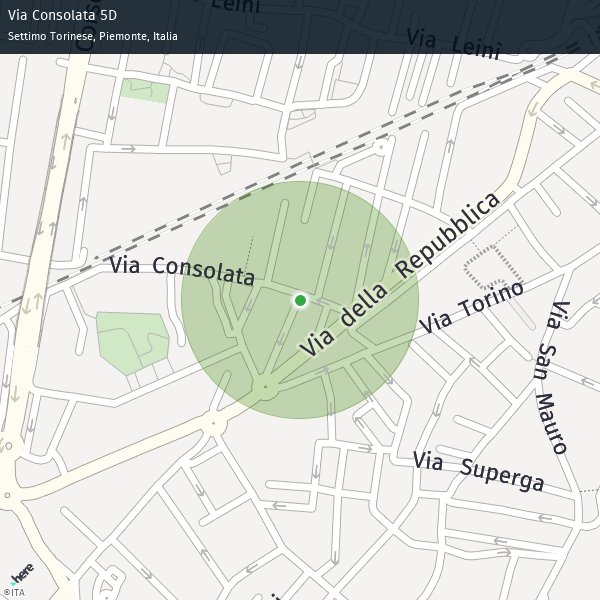 Via Consolata 5D
Settimo Torinese, Piemonte, Italia
Leinì
Via Leinì
Via Consolata
Via della Repubblica
Via Torino
Via San Mauro
Via Superga
here
©ITA